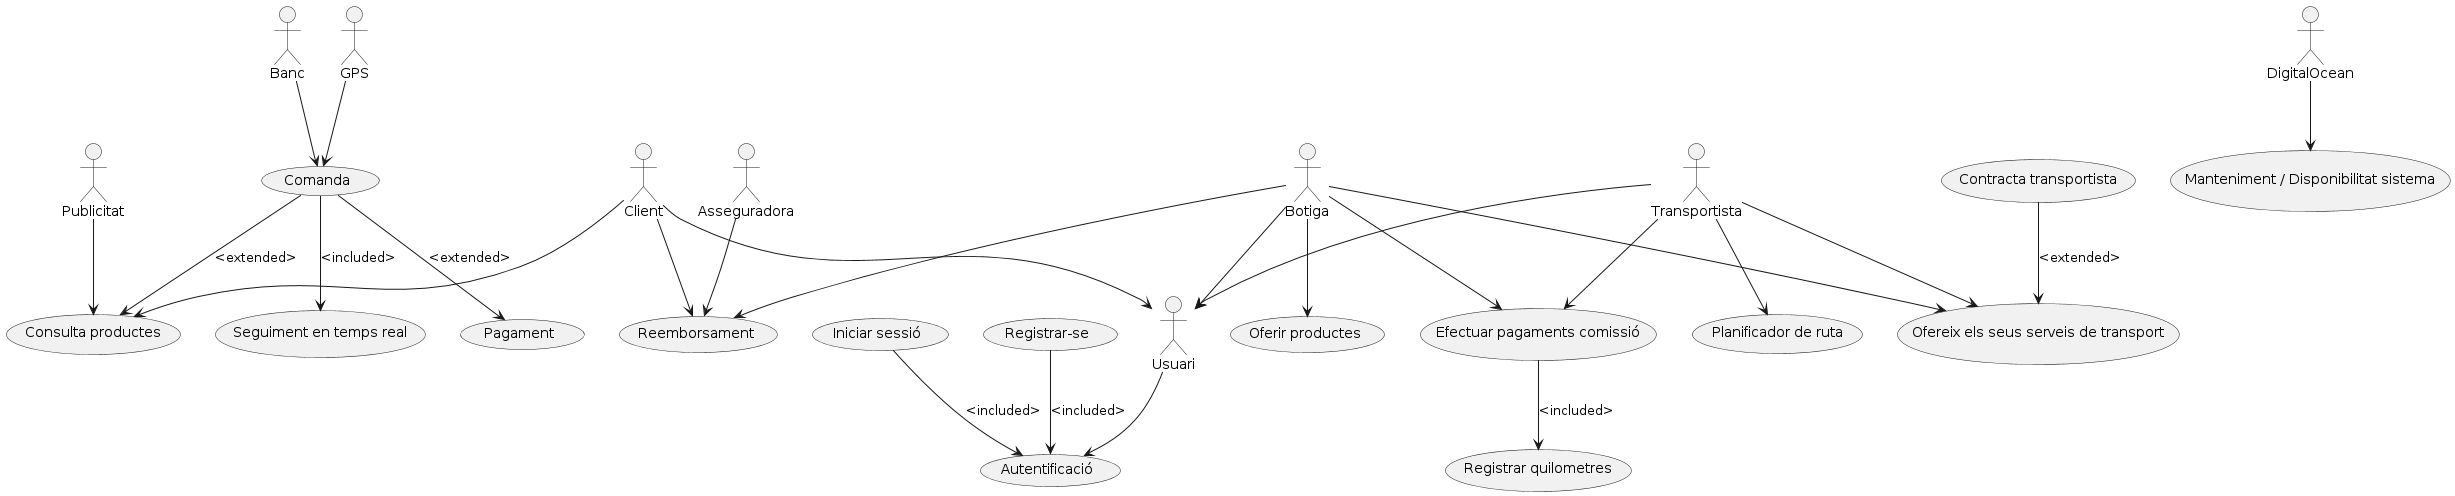 Banc
GPS
DigitalOcean
Publicitat
Comanda
Client
Asseguradora
Botiga
Transportista
Contracta transportista
Manteniment / Disponibilitat sistema
<extended>
<included>
<extended>
<extended>
Consulta productes
Seguiment en temps real
Pagament
Reemborsament
Iniciar sessió
Registrar-se
Usuari
Oferir productes
Efectuar pagaments comissió
Planificador de ruta
Ofereix els seus serveis de transport
<included>
<included>
<included>
Autentificació
Registrar quilometres